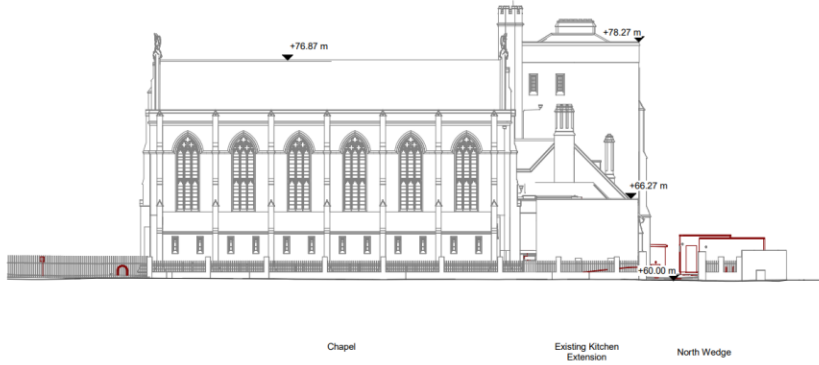 +76.87 m
+78.27 m
+66.27 m
+60.00 m
Chapel
Existing Kitchen
Extension
North Wedge